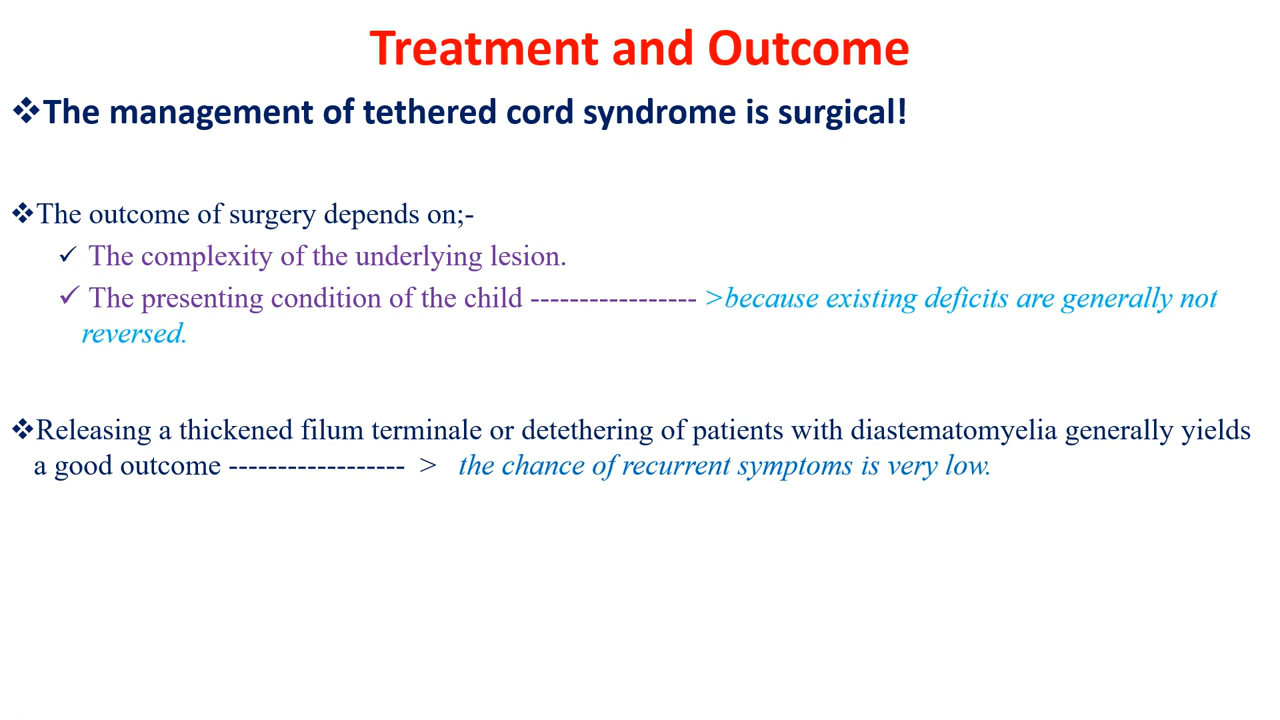 Treatment and Outcome
❖The management of tethered cord syndrome is surgical!
❖The outcome of surgery depends on;-
✓ The complexity of the underlying lesion.
✓ The presenting condition of the child ----------------- >because existing deficits are generally not
reversed.
❖Releasing a thickened filum terminale or detethering of patients with diastematomyelia generally yields
a good outcome ------------------ > the chance of recurrent symptoms is very low.